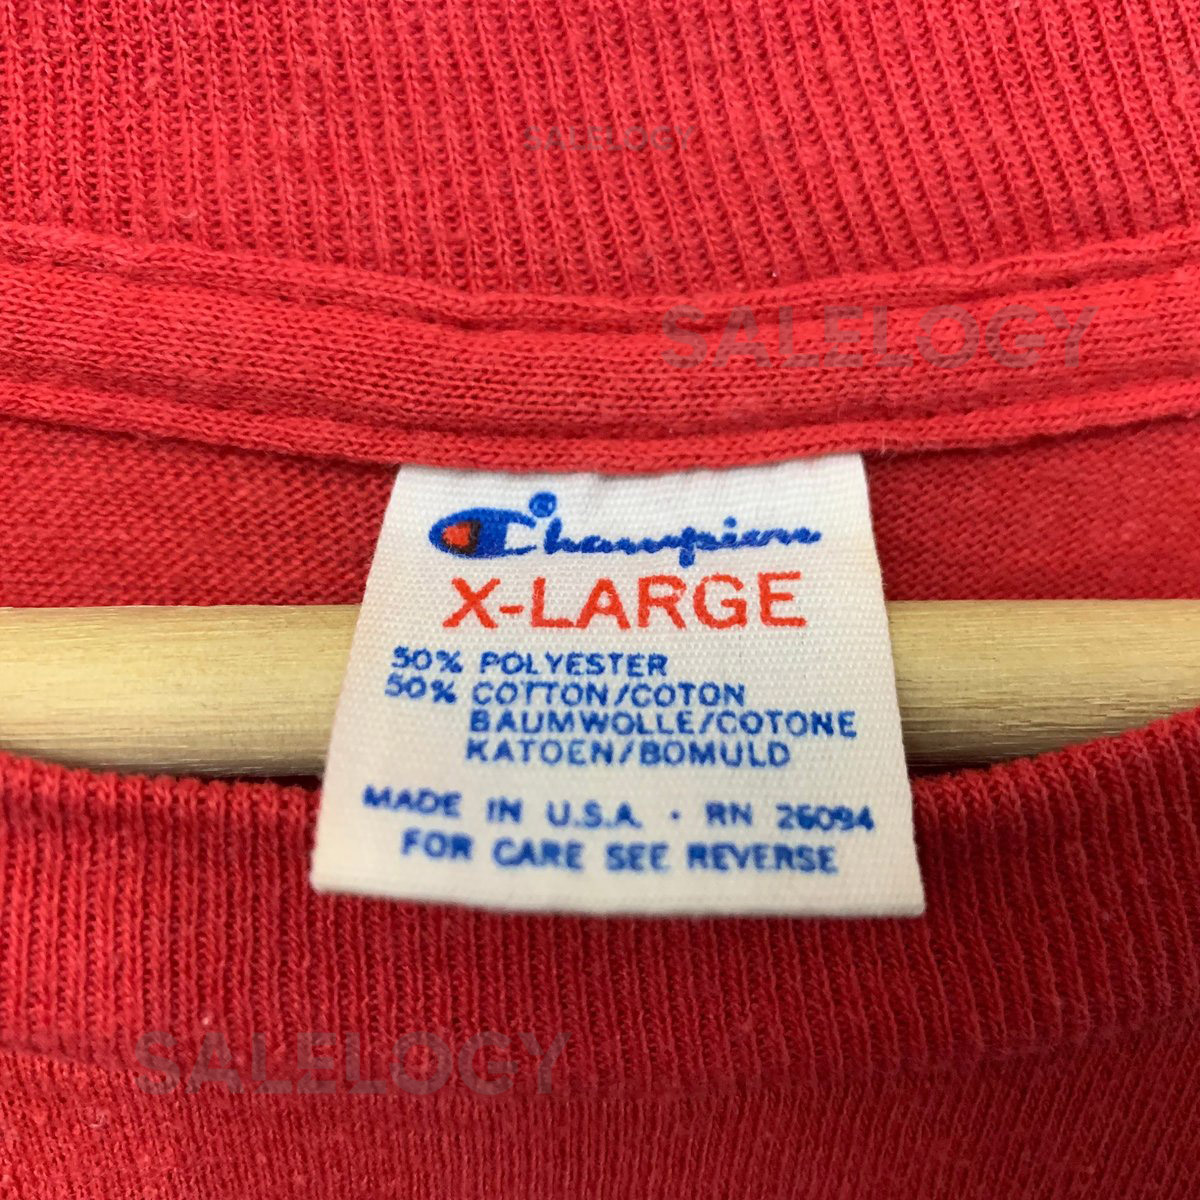 SALELOGY
SALELOGY
Champion®
X-LARGE
50% POLYESTER
50% COTTON/COTON
BAUMWOLLE/COTONE
KATOEN/BOMULD
MADE IN U.S.A. · RN 26094
FOR CARE SEE REVERSE
SALELOGY